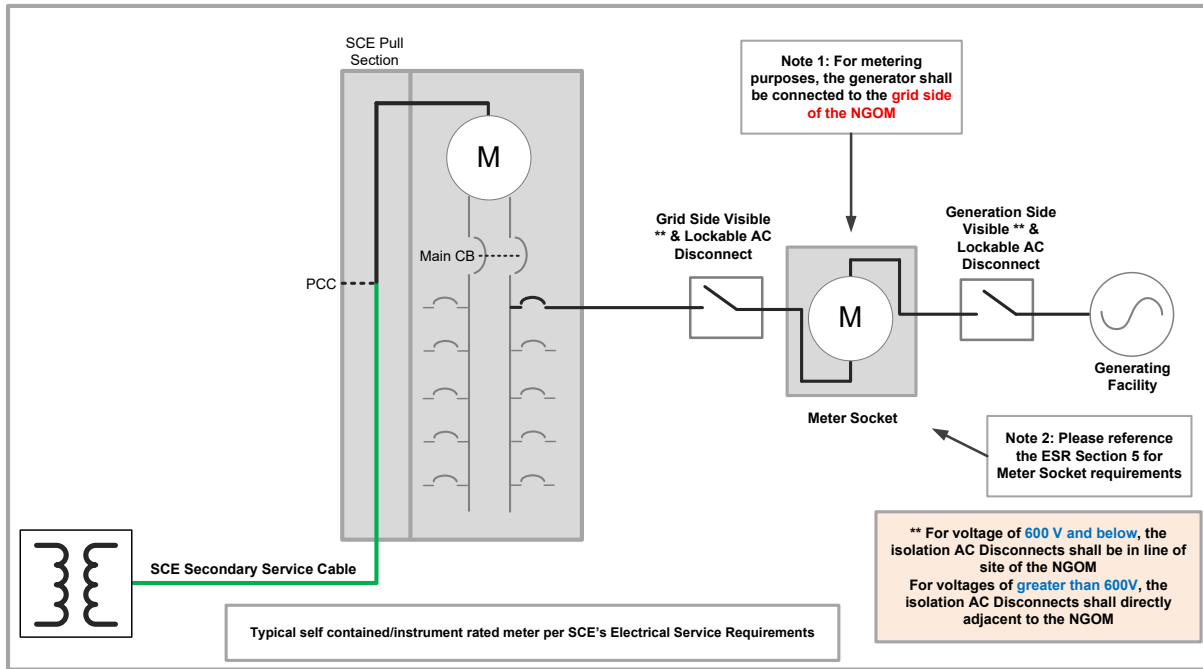 SCE Pull
Section
M
Main CB
PCC
Note 1: For metering
purposes, the generator shall
be connected to the grid side
of the NGOM
Grid Side Visible
** & Lockable AC
Disconnect
Generation Side
Visible ** &
Lockable AC
Disconnect
M
Meter Socket
Generating
Facility
Note 2: Please reference
the ESR Section 5 for
Meter Socket requirements
** For voltage of 600 V and below, the
isolation AC Disconnects shall be in line of
site of the NGOM
For voltages of greater than 600V, the
isolation AC Disconnects shall directly
adjacent to the NGOM
SCE Secondary Service Cable
Typical self contained/instrument rated meter per SCE's Electrical Service Requirements